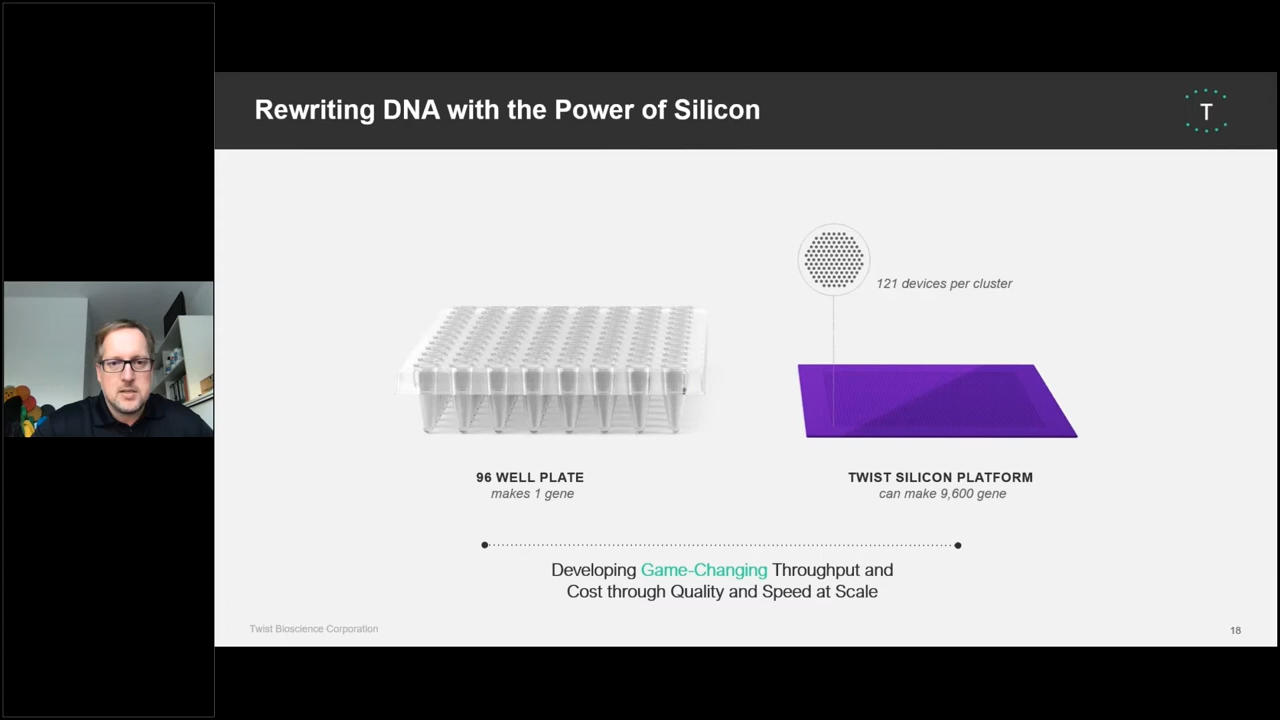 Rewriting DNA with the Power of Silicon
T
121 devices per cluster
96 WELL PLATE
makes 1 gene
TWIST SILICON PLATFORM
can make 9,600 gene
Developing Game-Changing Throughput and
Cost through Quality and Speed at Scale
Twist Bioscience Corporation
18